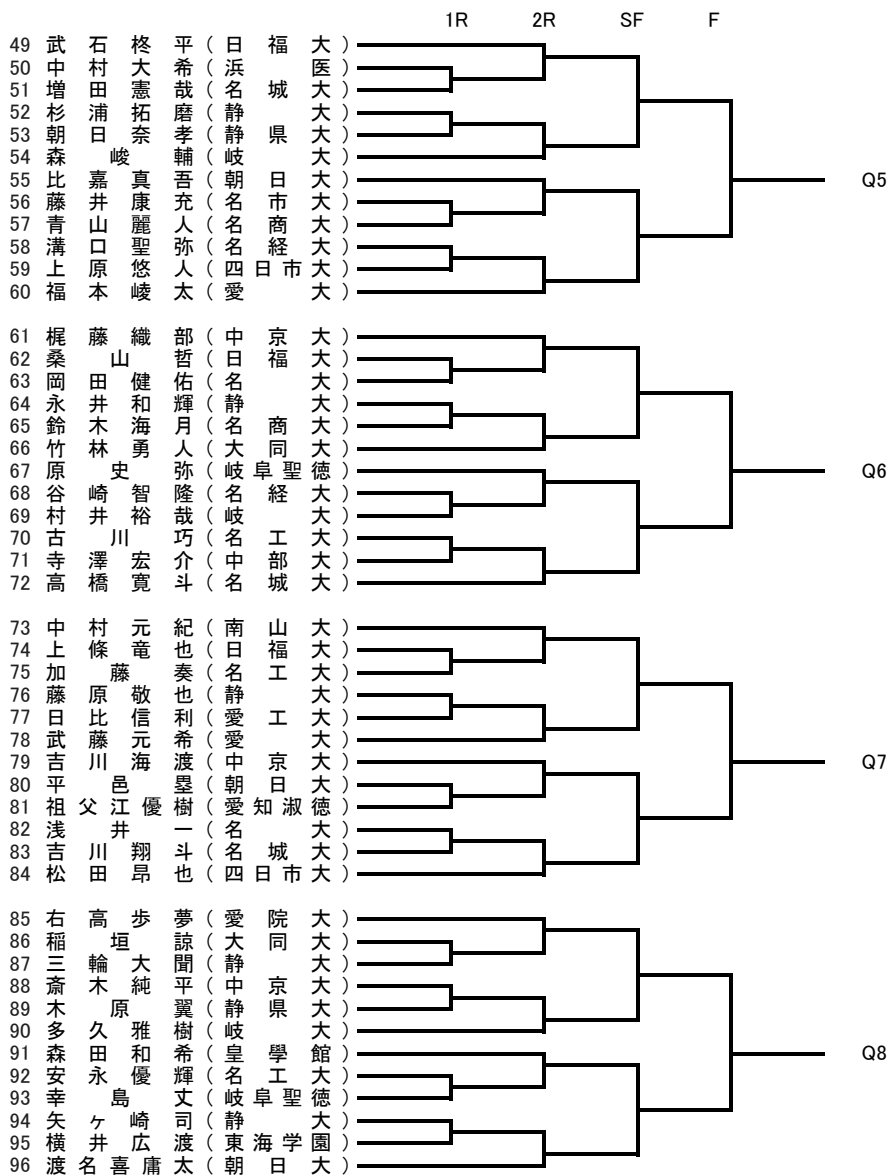 1R 2R SF F
49 武石柊平(日福大)
50 中村大希(浜医)
51 増田憲哉(名城大)
52 杉浦拓磨(静大)
53 朝日奈孝(静県大)
54 森峻輔(岐大)
55 比嘉真吾(朝日大)
Q5
56 藤井康充(名市大)
57 青山麗人(名商大)
58 溝口聖弥(名経大)
59 上原悠人(四日市大)
60 福本崚太(愛大)
61 梶藤織部(中京大)
62 桑山哲(日福大)
63 岡田健佑(名大)
64 永井和輝(静大)
65 鈴木海月(名商大)
66 竹林勇人(大同大)
67 原史弥(岐阜聖徳)
Q6
68 谷崎智隆(名経大)
69 村井裕哉(岐大)
70 古川巧(名工大)
71 寺澤宏介(中部大)
72 高橋寛斗(名城大)
73 中村元紀(南山大)
74 上條竜也(日福大)
75 加藤奏(名工大)
76 藤原敬也(静大)
77 日比信利(愛工大)
78 武藤元希(愛大)
79 吉川海渡(中京大)
Q7
80 平邑塁(朝日大)
81 祖父江優樹(愛知淑徳)
82 浅井一(名大)
83 吉川翔斗(名城大)
84 松田昂也(四日市大)
85 右高歩夢(愛院大)
86 稲垣諒(大同大)
87 三輪大聞(静大)
88 斎木純平(中京大)
89 木原翼(静県大)
90 多久雅樹(岐大)
91 森田和希(皇學館)
Q8
92 安永優輝(名工大)
93 幸島丈(岐阜聖徳)
94 矢ヶ崎司(静大)
95 横井広渡(東海学園)
96 渡名喜庸太(朝日大)